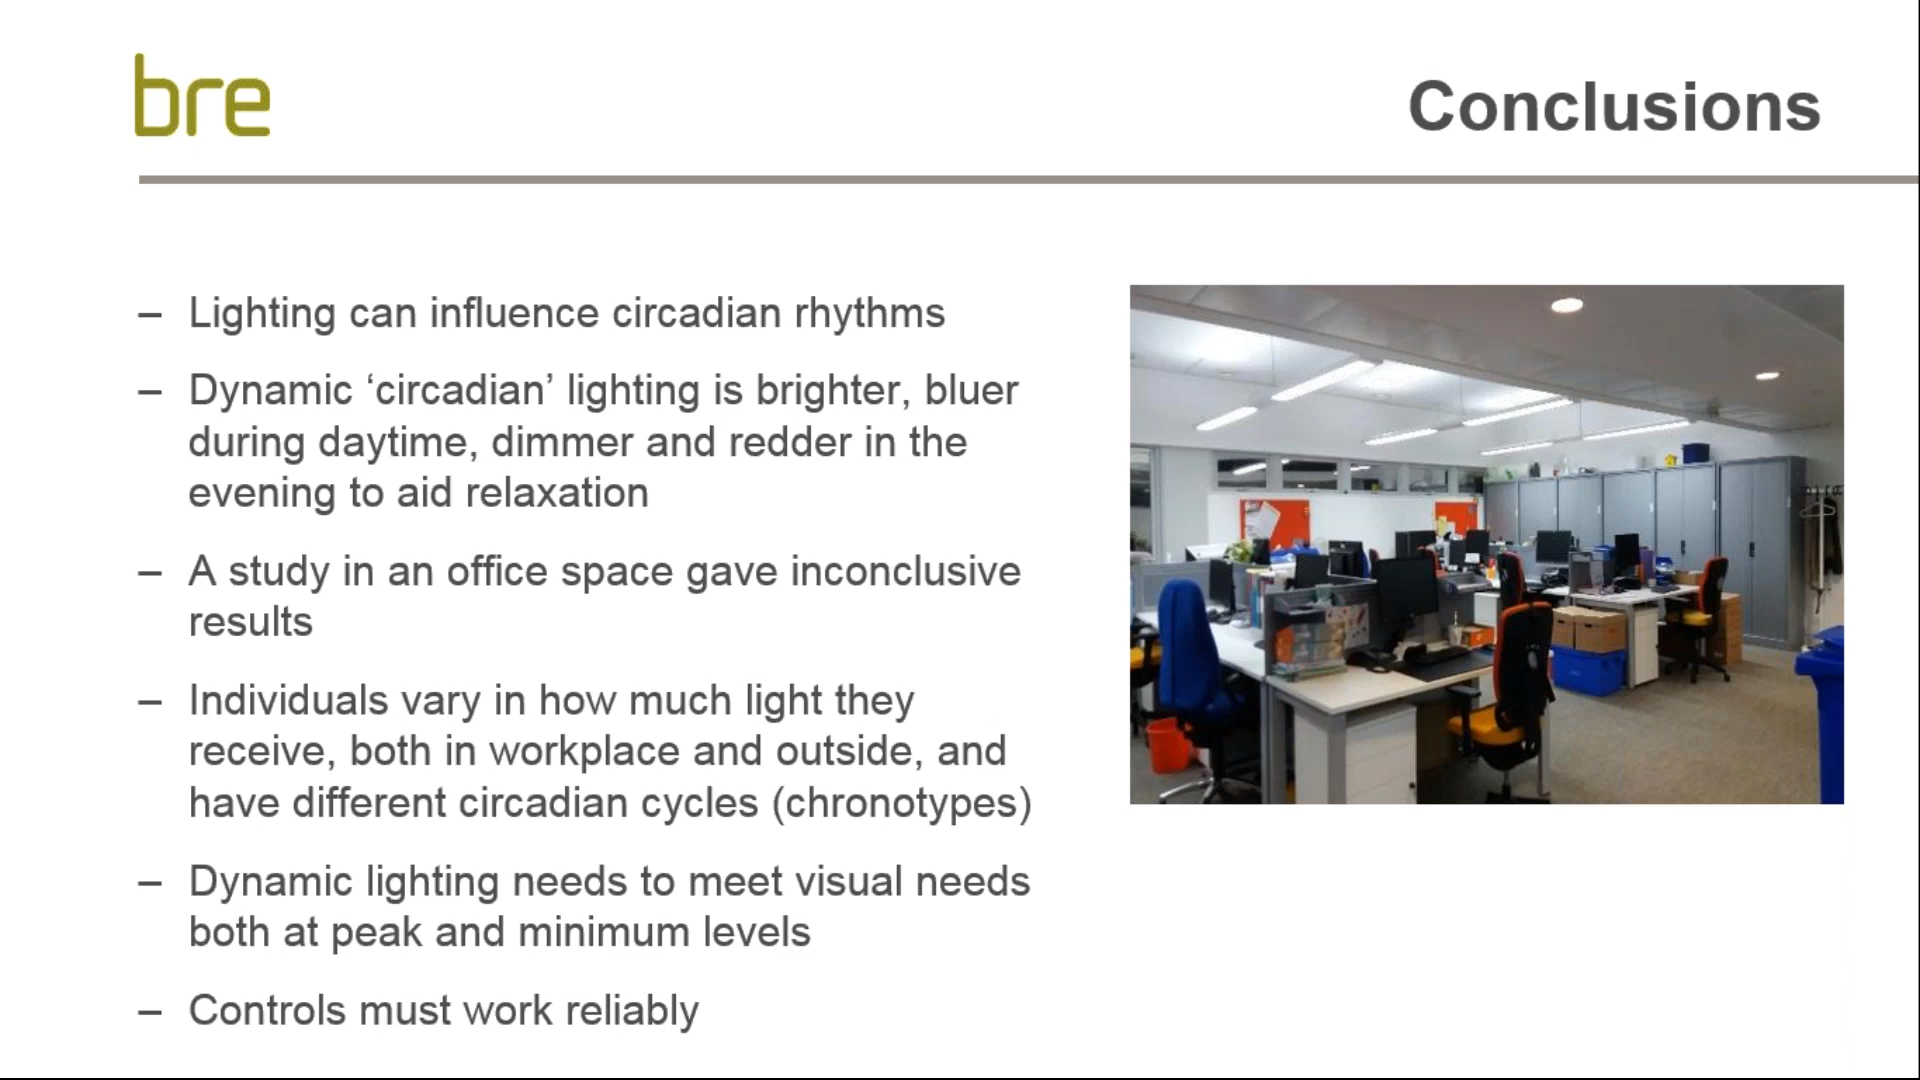 bre
Conclusions
– Lighting can influence circadian rhythms
– Dynamic ‘circadian’ lighting is brighter, bluer
during daytime, dimmer and redder in the
evening to aid relaxation
– A study in an office space gave inconclusive
results
– Individuals vary in how much light they
receive, both in workplace and outside, and
have different circadian cycles (chronotypes)
– Dynamic lighting needs to meet visual needs
both at peak and minimum levels
– Controls must work reliably